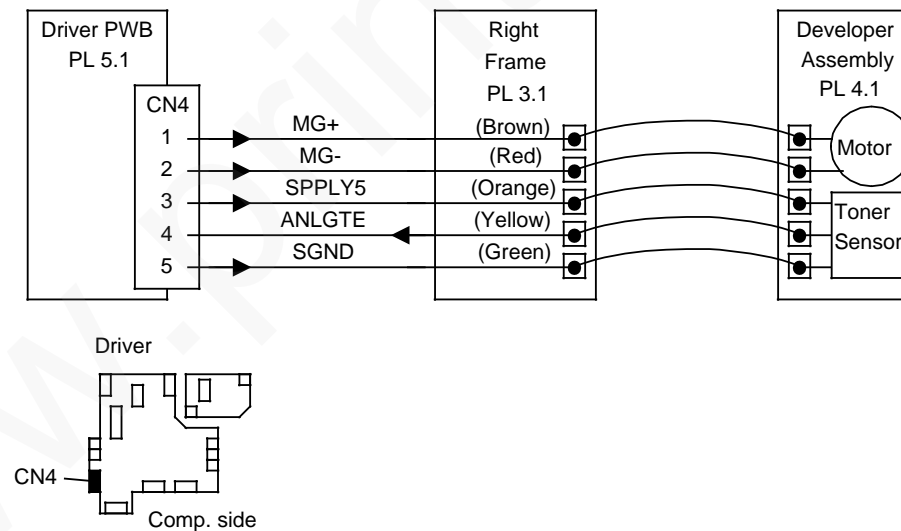 Driver PWB
PL 5.1
CN4
1
2
3
4
5
MG+
MG-
SPPLY5
ANLGTE
SGND
Right
Frame
PL 3.1
(Brown)
(Red)
(Orange)
(Yellow)
(Green)
Developer
Assembly
PL 4.1
Motor
Toner
Sensor
Driver
CN4
Comp. side